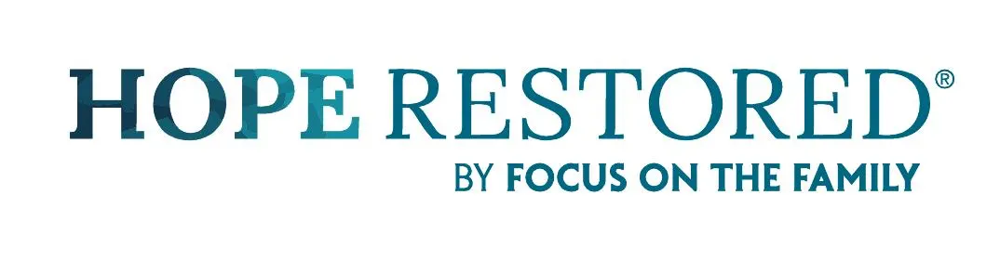 HOPE RESTORED®
BY FOCUS ON THE FAMILY